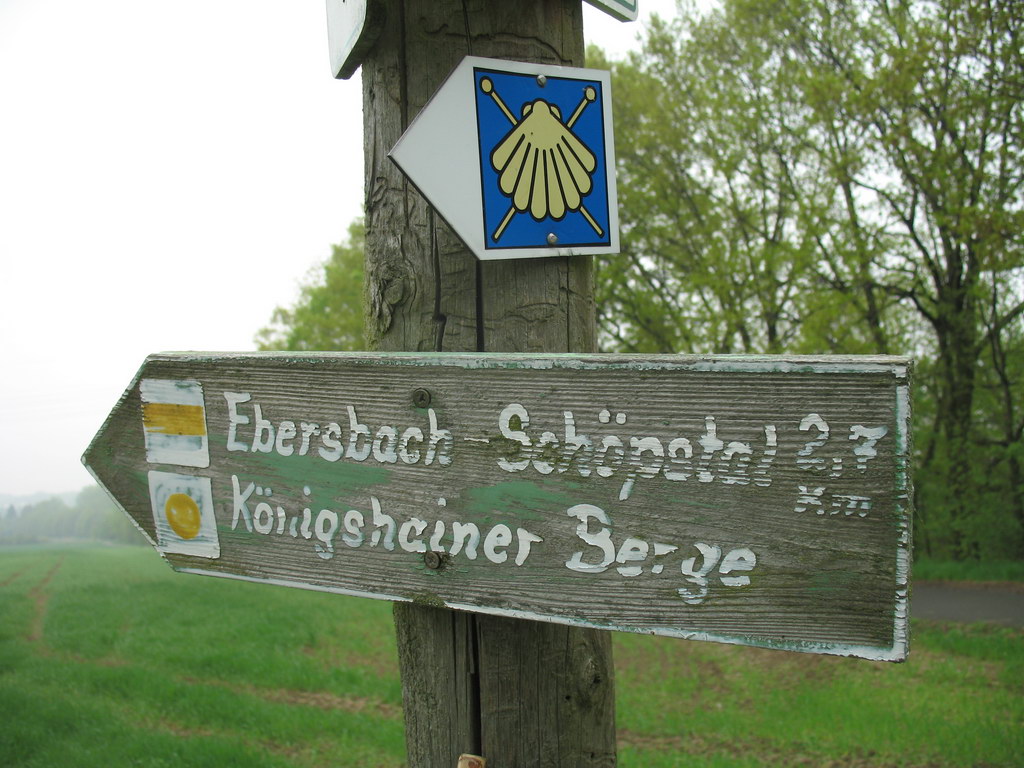 Ebersbach - Schöpstal 2,7
Km
Königshainer Berge